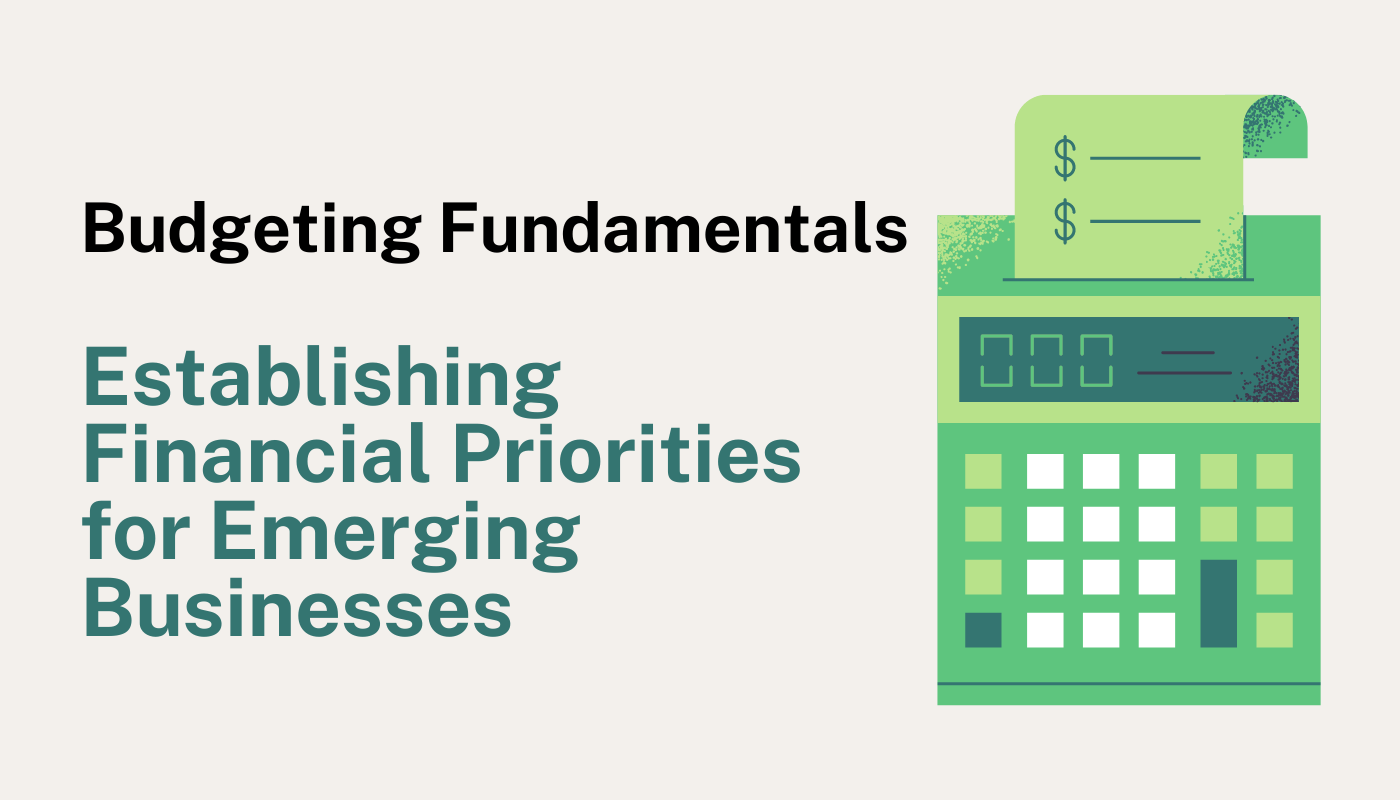 Budgeting Fundamentals
Establishing
Financial Priorities
for Emerging
Businesses
$
$